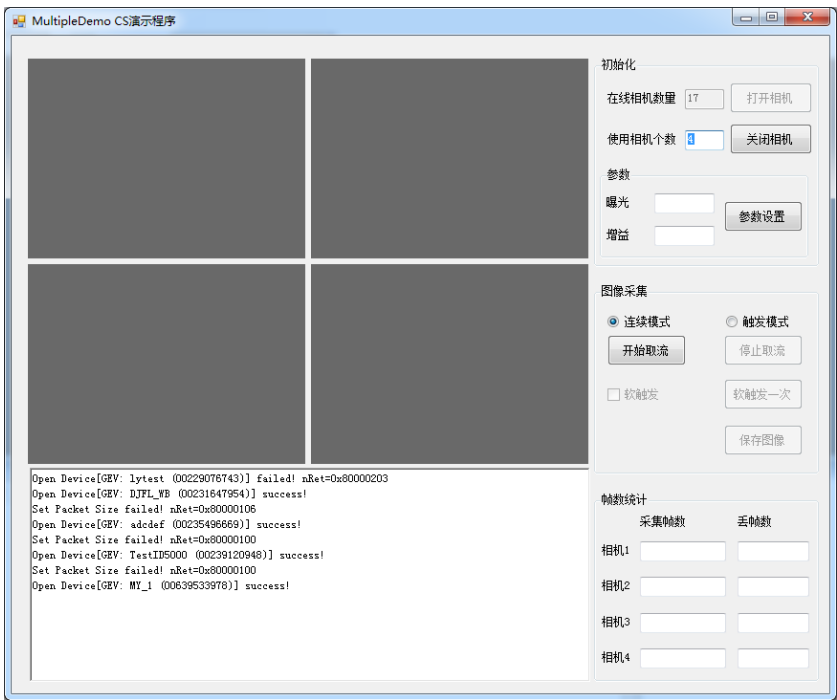 MultipleDemo CS演示程序
初始化
在线相机数量 17 打开相机
使用相机个数 4 关闭相机
参数
曝光
增益
参数设置
图像采集
连续模式 触发模式
开始取流 停止取流
软触发 软触发一次
保存图像
Open Device[GEV: lytest (00229076743)] failed! nRet=0x80000203
Open Device[GEV: DJFL_WB (00231647954)] success!
Set Packet Size failed! nRet=0x80000106
Open Device[GEV: adcdef (00235496669)] success!
Set Packet Size failed! nRet=0x80000100
Open Device[GEV: TestID5000 (00239120948)] success!
Set Packet Size failed! nRet=0x80000100
Open Device[GEV: MY_1 (00639533978)] success!
帧数统计
采集帧数 丢帧数
相机1
相机2
相机3
相机4